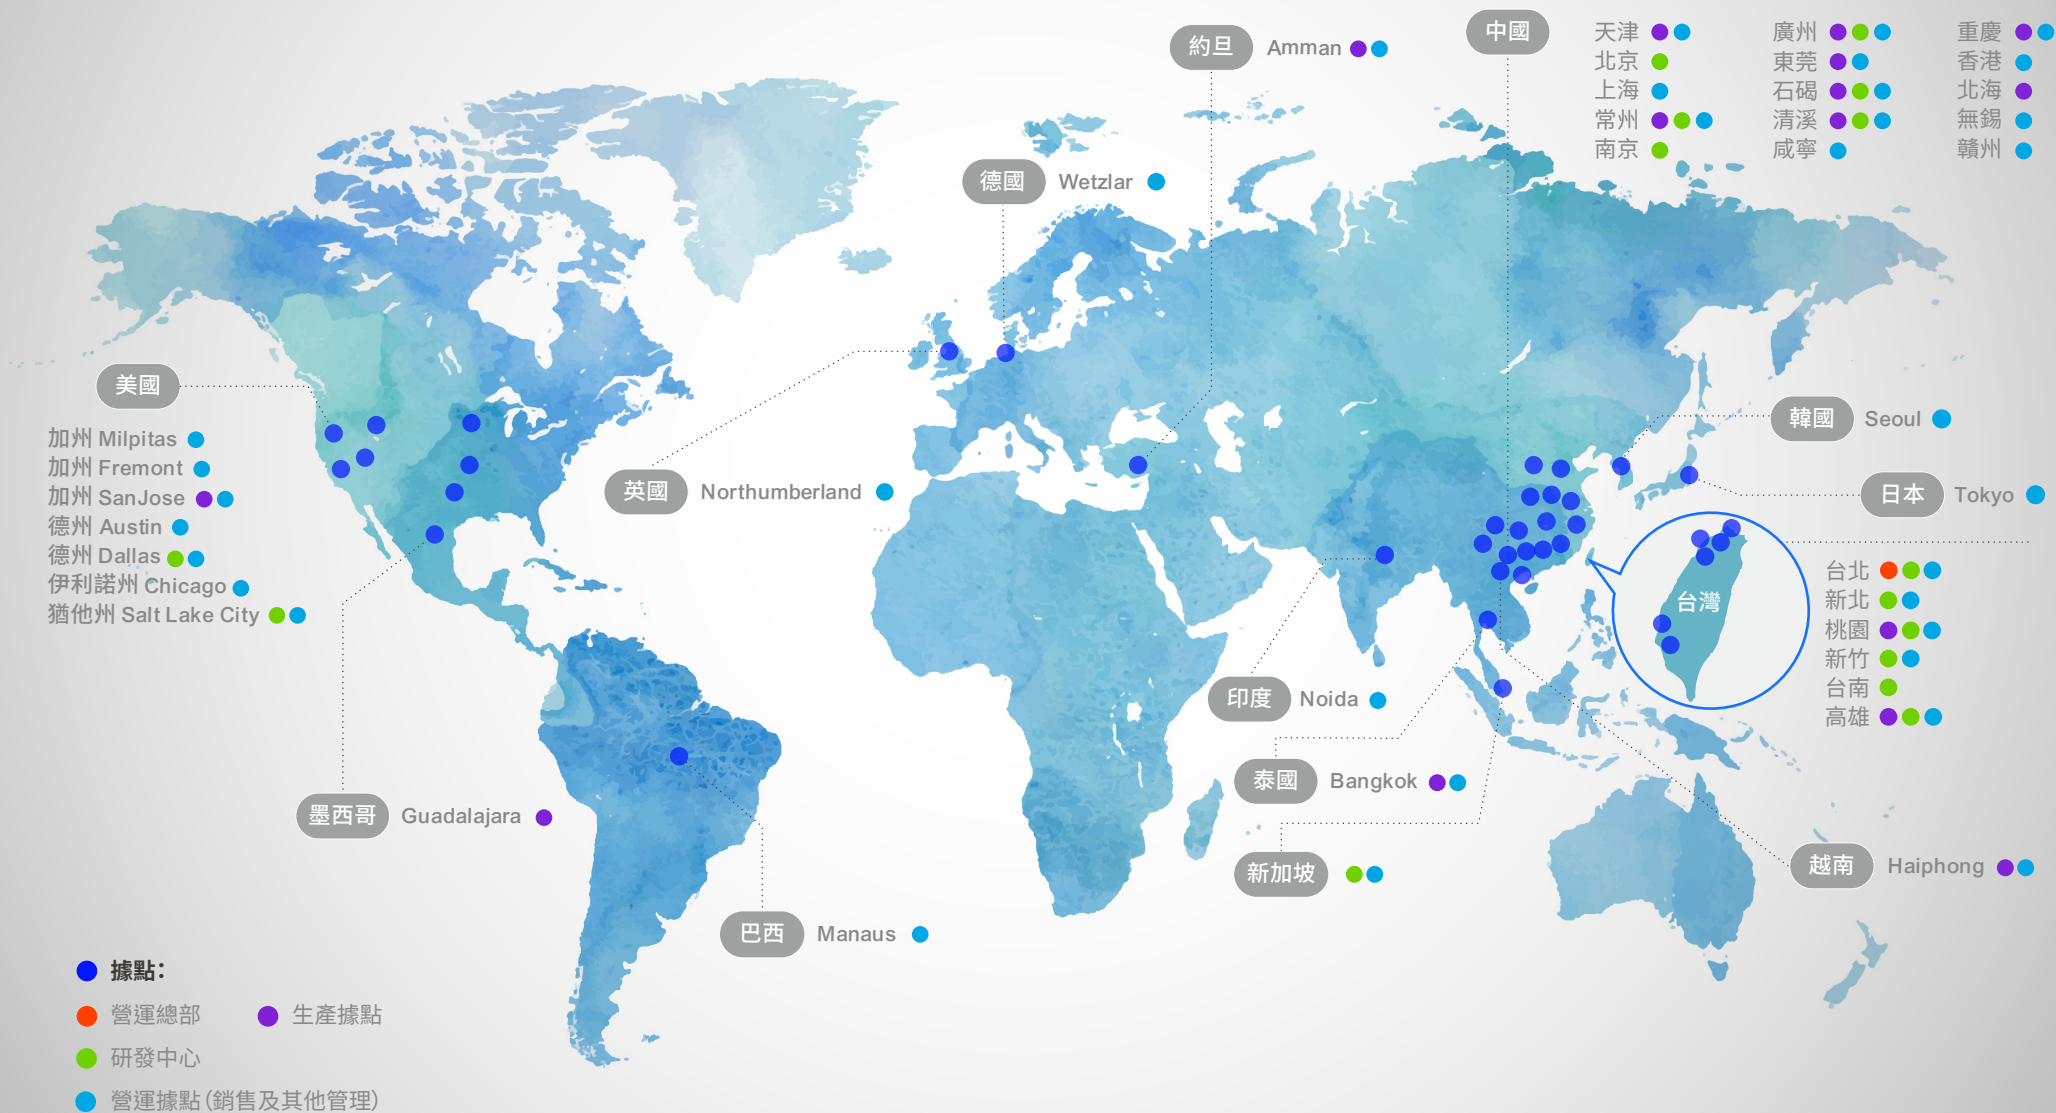 約旦 Amman
中國
天津 廣州 重慶
北京 東莞 香港
上海 石碣 北海
常州 清溪 無錫
南京 咸寧 贛州
德國 Wetzlar
美國
加州 Milpitas
加州 Fremont
加州 SanJose
德州 Austin
德州 Dallas
伊利諾州 Chicago
猶他州 Salt Lake City
英國 Northumberland
韓國 Seoul
日本 Tokyo
台灣
台北
新北
桃園
新竹
台南
高雄
印度 Noida
泰國 Bangkok
新加坡
越南 Haiphong
墨西哥 Guadalajara
巴西 Manaus
據點：
營運總部 生產據點
研發中心
營運據點（銷售及其他管理）